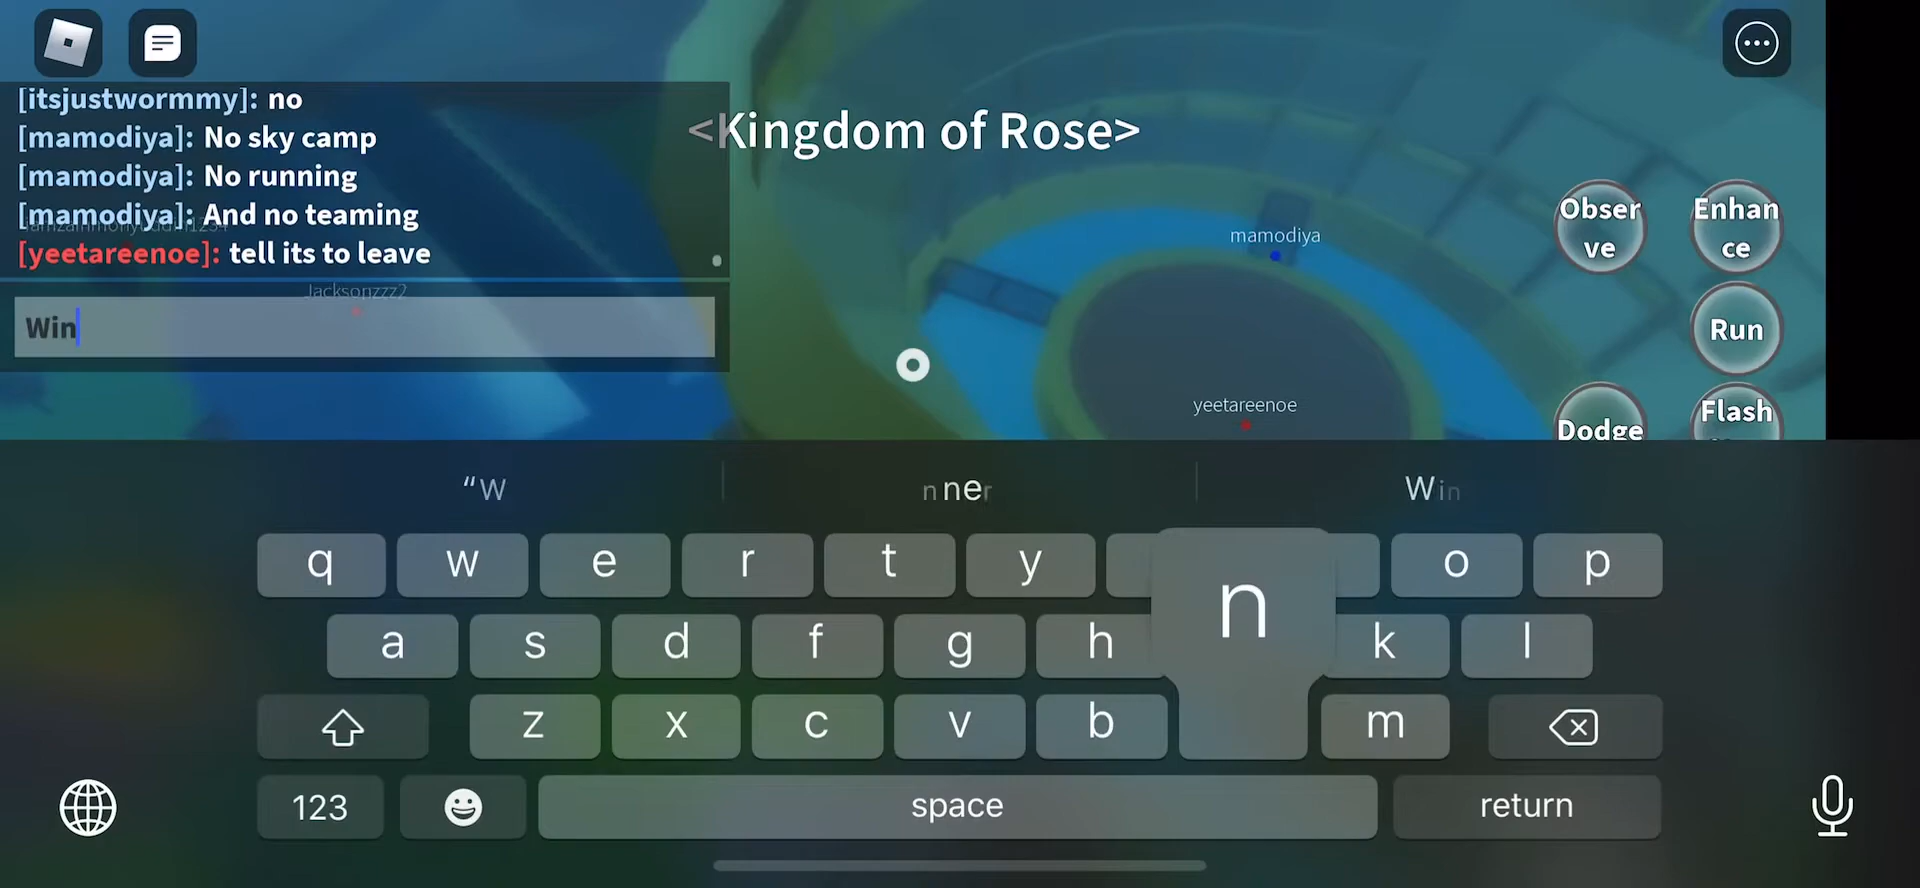 [itsjustwormmy]: no
[mamodiya]: No sky camp
[mamodiya]: No running
[mamodiya]: And no teaming
[yeetareenoe]: tell its to leave
Jacksonzzz2
Win
<Kingdom of Rose>
mamodiya
yeetareenoe
Obser
ve
Enhan
ce
Run
Dodge
Flash
“W
nner
Win
q w e r t y o p
n
a s d f g h k l
z x c v b m
123
space
return